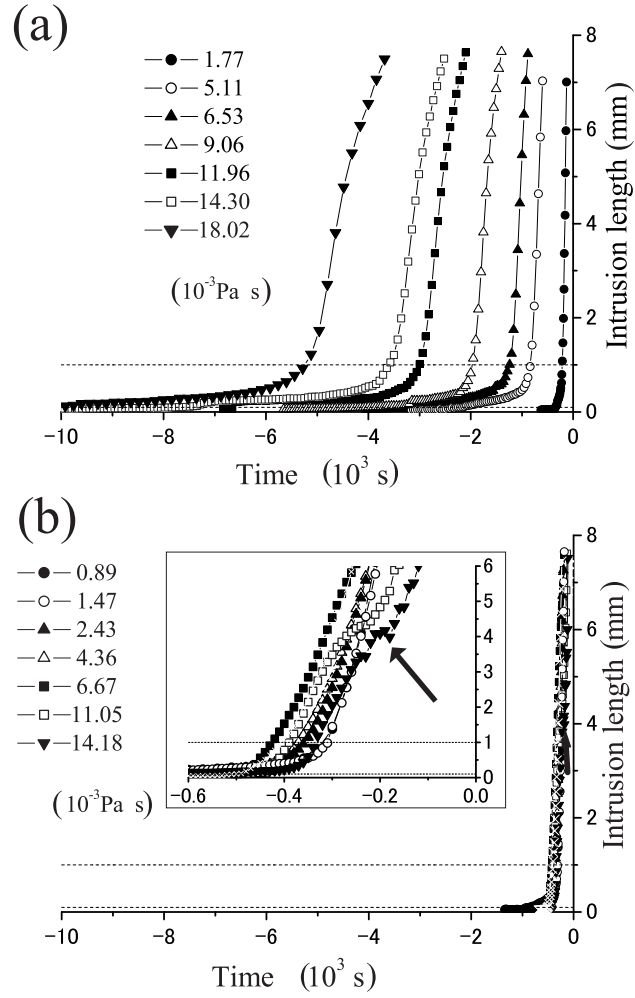 (a)
1.77
5.11
6.53
9.06
11.96
14.30
18.02
(10⁻³Pa s)
8
6
4
2
0
Intrusion length (mm)
−10 −8 −6 −4 −2 0
Time (10³ s)
(b)
0.89
1.47
2.43
4.36
6.67
11.05
14.18
(10⁻³Pa s)
6
5
4
3
2
1
0
−0.6 −0.4 −0.2 0.0
8
6
4
2
0
Intrusion length (mm)
−10 −8 −6 −4 −2 0
Time (10³ s)